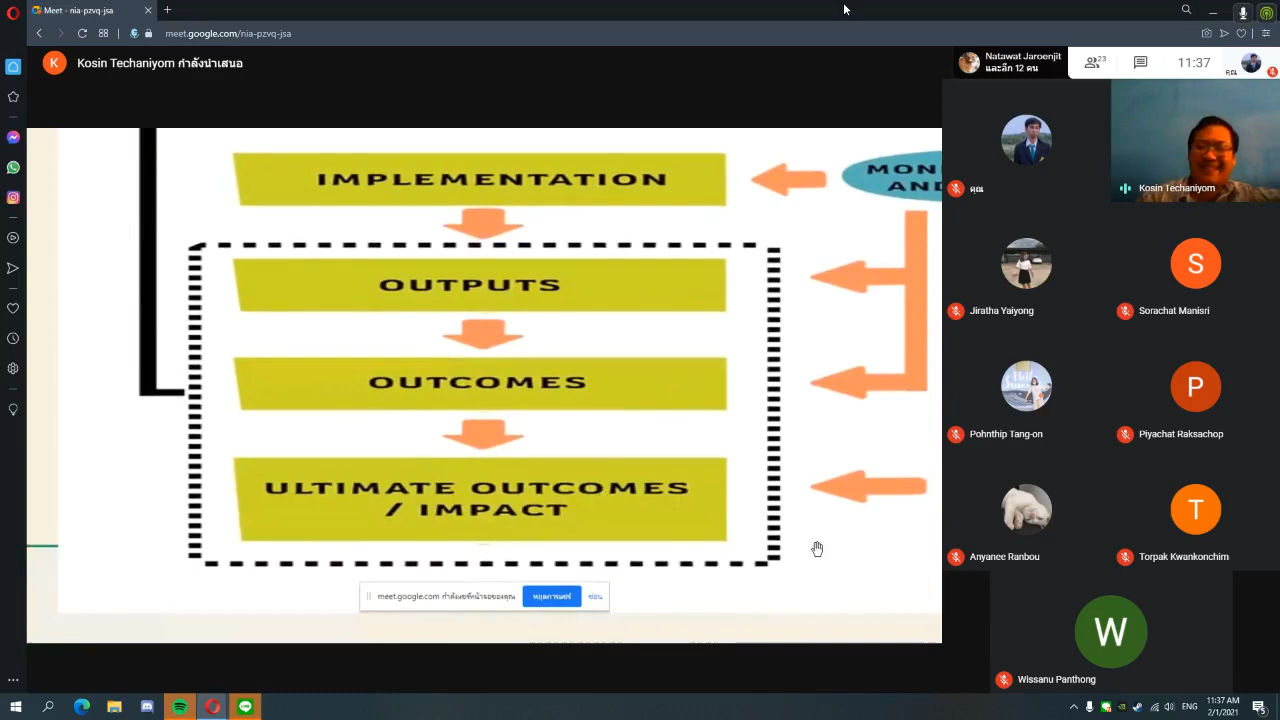 Meet - nia-pzvq-jsa
meet.google.com/nia-pzvq-jsa
K
Kosin Techaniyom กำลังนำเสนอ
Natawat Jaroenjit
และอีก 12 คน
23
11:37
คุณ
IMPLEMENTATION
MON
AND
OUTPUTS
OUTCOMES
ULTIMATE OUTCOMES
/ IMPACT
meet.google.com กำลังแชร์หน้าจอของคุณ
หยุดการแชร์
ซ่อน
คุณ
Kosin Techaniyom
Jiratha Yaiyong
S
Sorachat Manisri
Pohnthip Tang-on
P
Piyachat Raksachop
Anyanee Ranbou
T
Torpak Kwankonchim
W
Wissanu Panthong
ENG
11:37 AM
2/1/2021
5